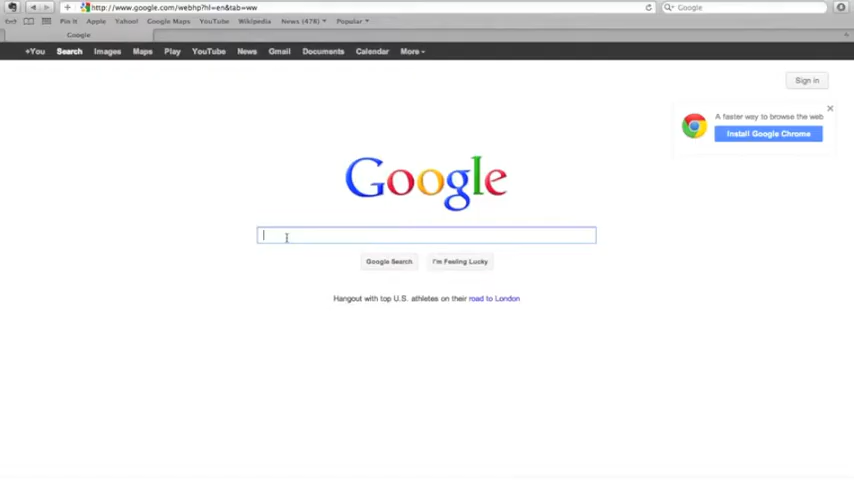 http://www.google.com/webhp?hl=en&tab=ww
Google
Pin It Apple Yahoo! Google Maps YouTube Wikipedia News (478) Popular
Google
+You Search Images Maps Play YouTube News Gmail Documents Calendar More
Sign in
A faster way to browse the web
Install Google Chrome
Google
Google Search I'm Feeling Lucky
Hangout with top U.S. athletes on their road to London